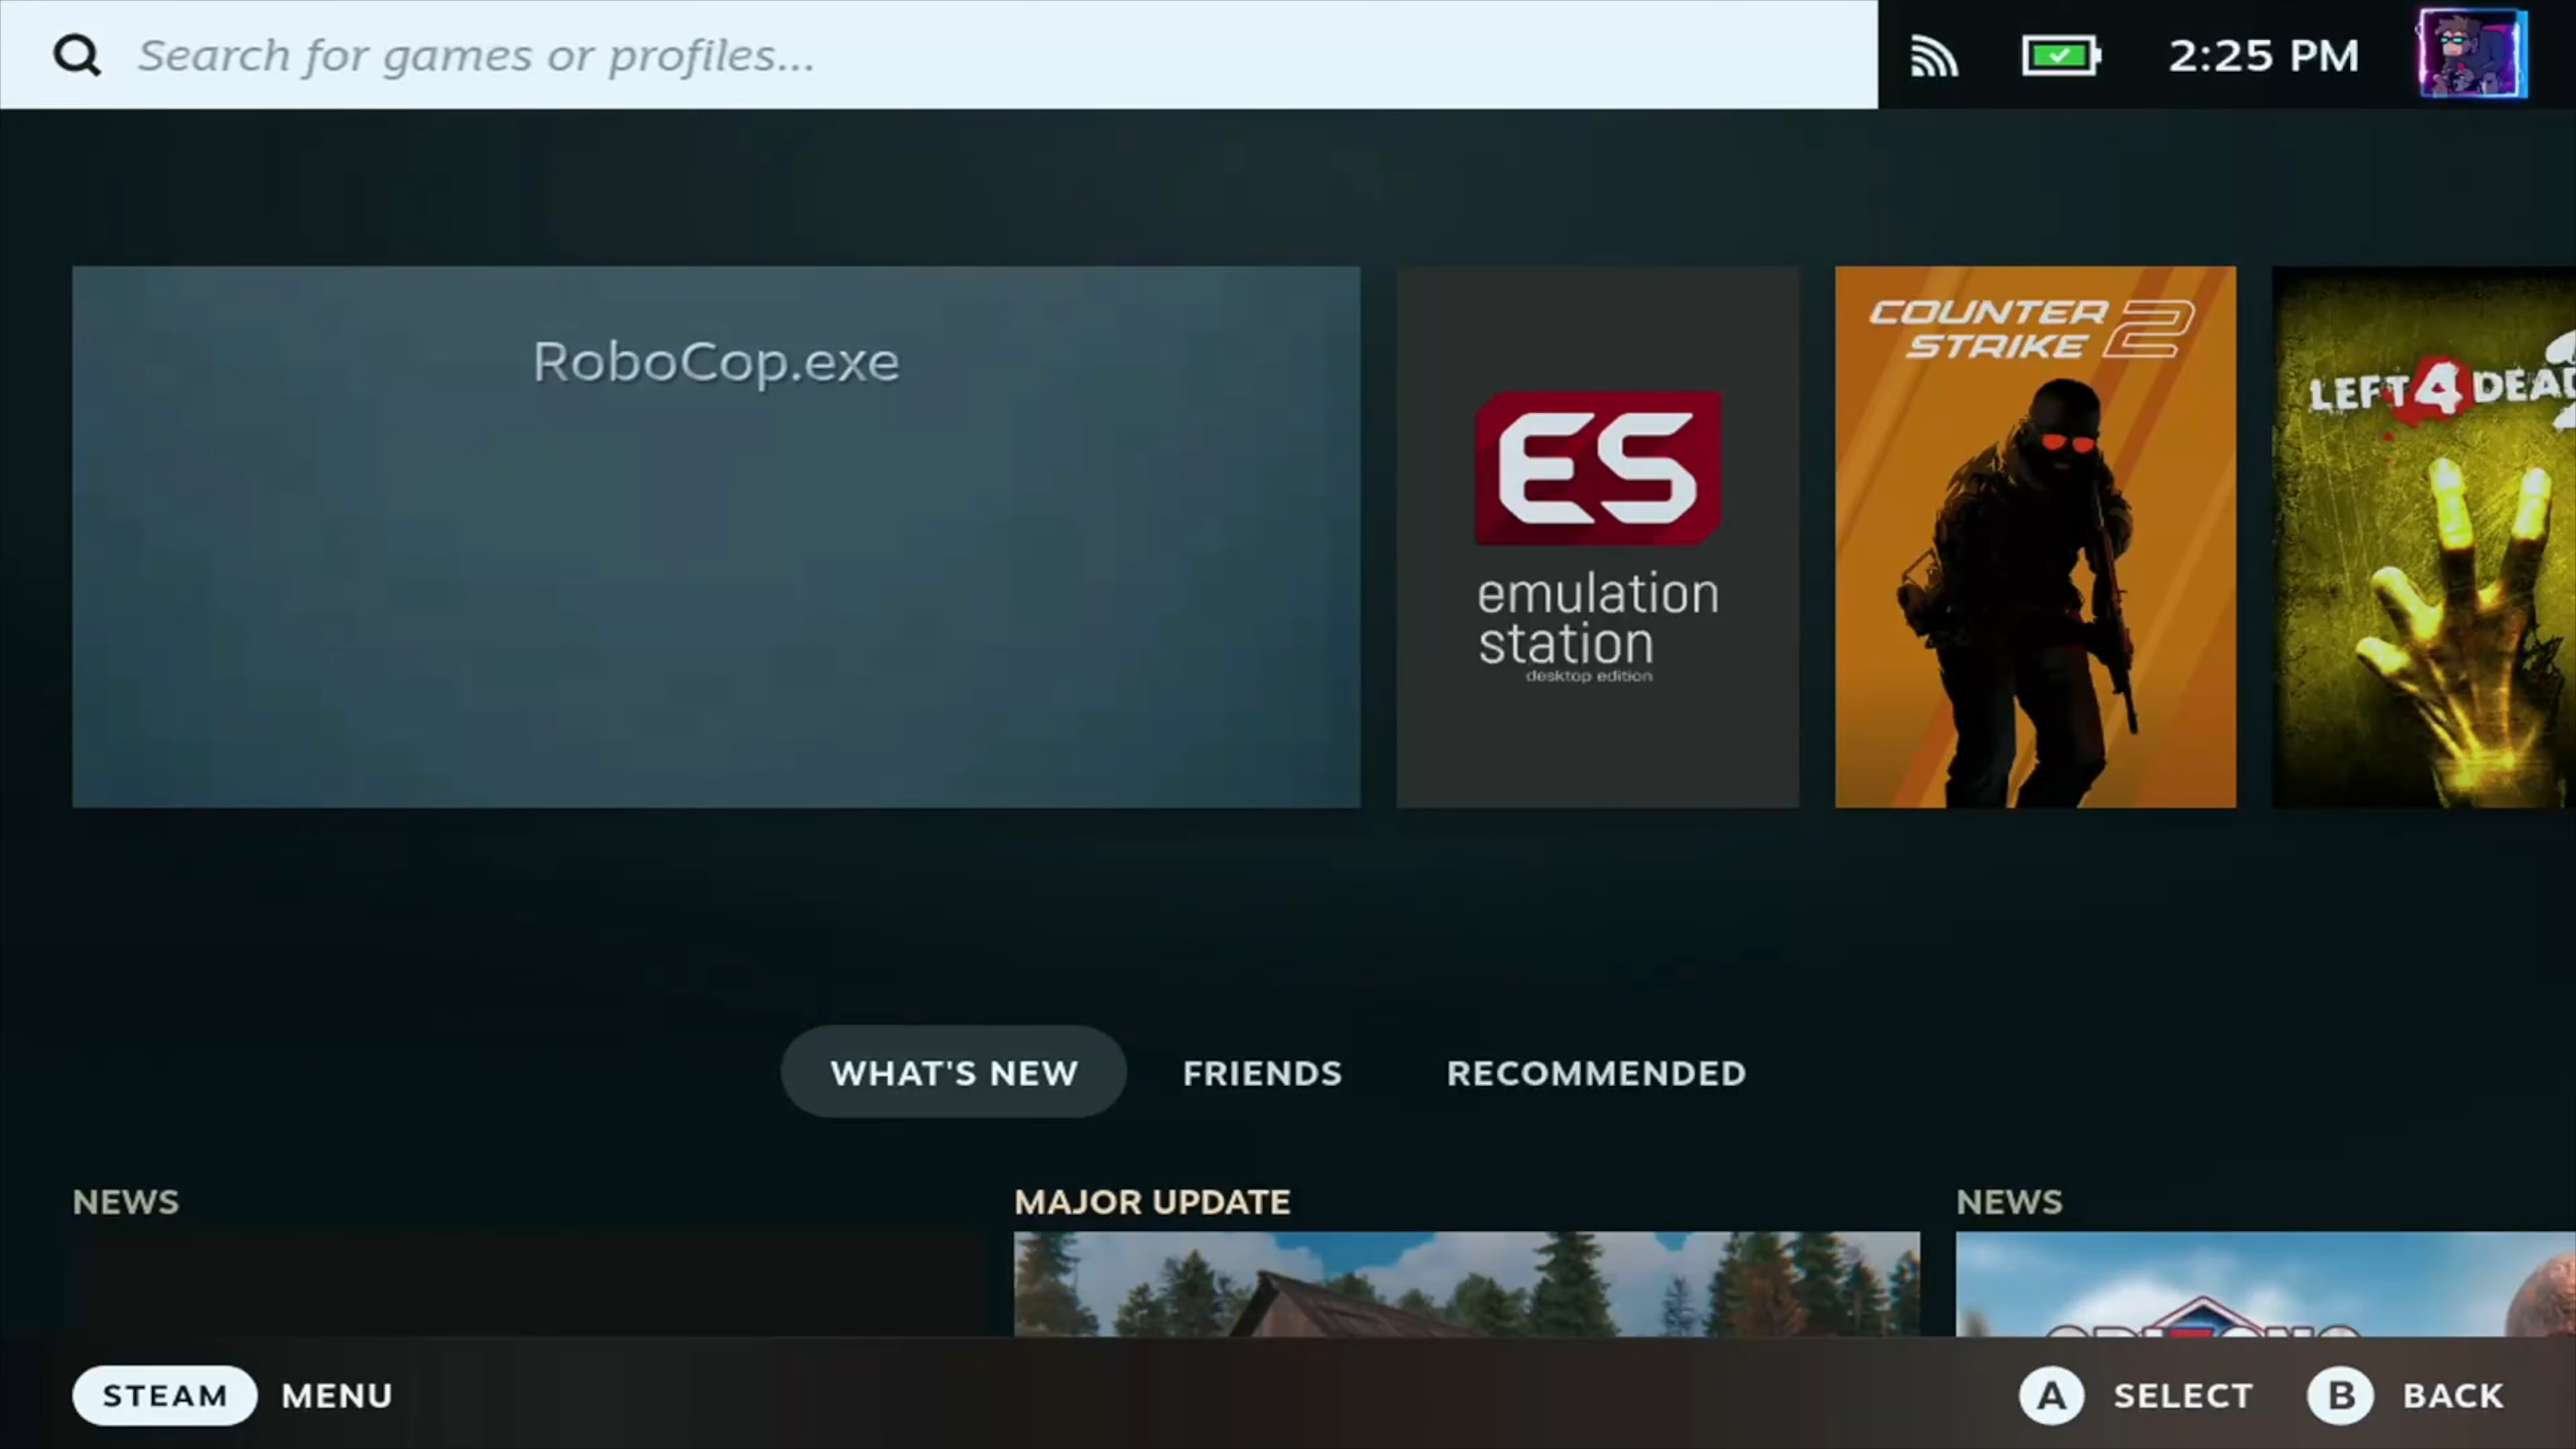 Search for games or profiles...
2:25 PM
RoboCop.exe
ES
emulation
station
desktop edition
COUNTER
STRIKE 2
LEFT 4 DEAD
2
WHAT'S NEW
FRIENDS
RECOMMENDED
NEWS
MAJOR UPDATE
NEWS
STEAM MENU
A SELECT
B BACK